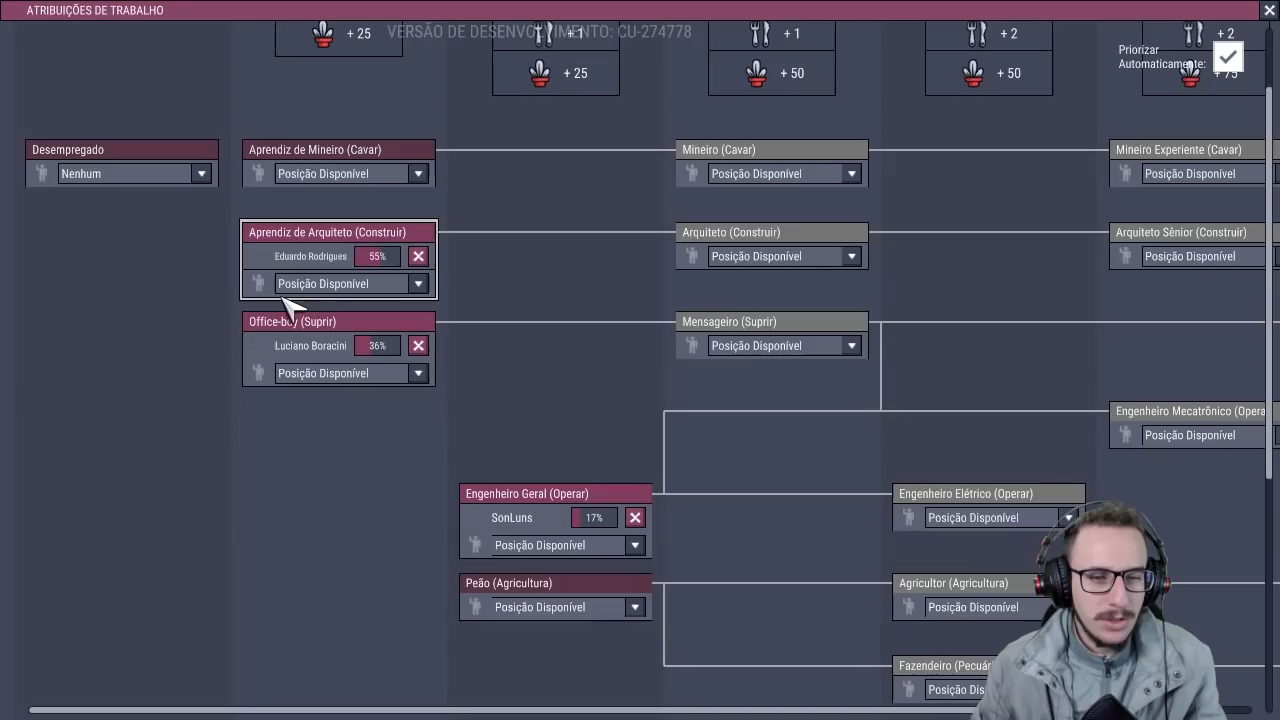 ATRIBUIÇÕES DE TRABALHO
VERSÃO DE DESENVOLVIMENTO: CU-274778
+ 25
+ 1
+ 1
+ 2
+ 2
Priorizar
Automaticamente:
+ 25
+ 50
+ 50
+ 75
Desempregado
Nenhum
Aprendiz de Mineiro (Cavar)
Posição Disponível
Mineiro (Cavar)
Posição Disponível
Mineiro Experiente (Cavar)
Posição Disponível
Aprendiz de Arquiteto (Construir)
Eduardo Rodrigues 55%
Posição Disponível
Arquiteto (Construir)
Posição Disponível
Arquiteto Sênior (Construir)
Posição Disponível
Office-boy (Suprir)
Luciano Boracini 36%
Posição Disponível
Mensageiro (Suprir)
Posição Disponível
Engenheiro Mecatrônico (Opera
Posição Disponível
Engenheiro Geral (Operar)
SonLuns 17%
Posição Disponível
Engenheiro Elétrico (Operar)
Posição Disponível
Peão (Agricultura)
Posição Disponível
Agricultor (Agricultura)
Posição Disponível
Fazendeiro (Pecuár
Posição Dis